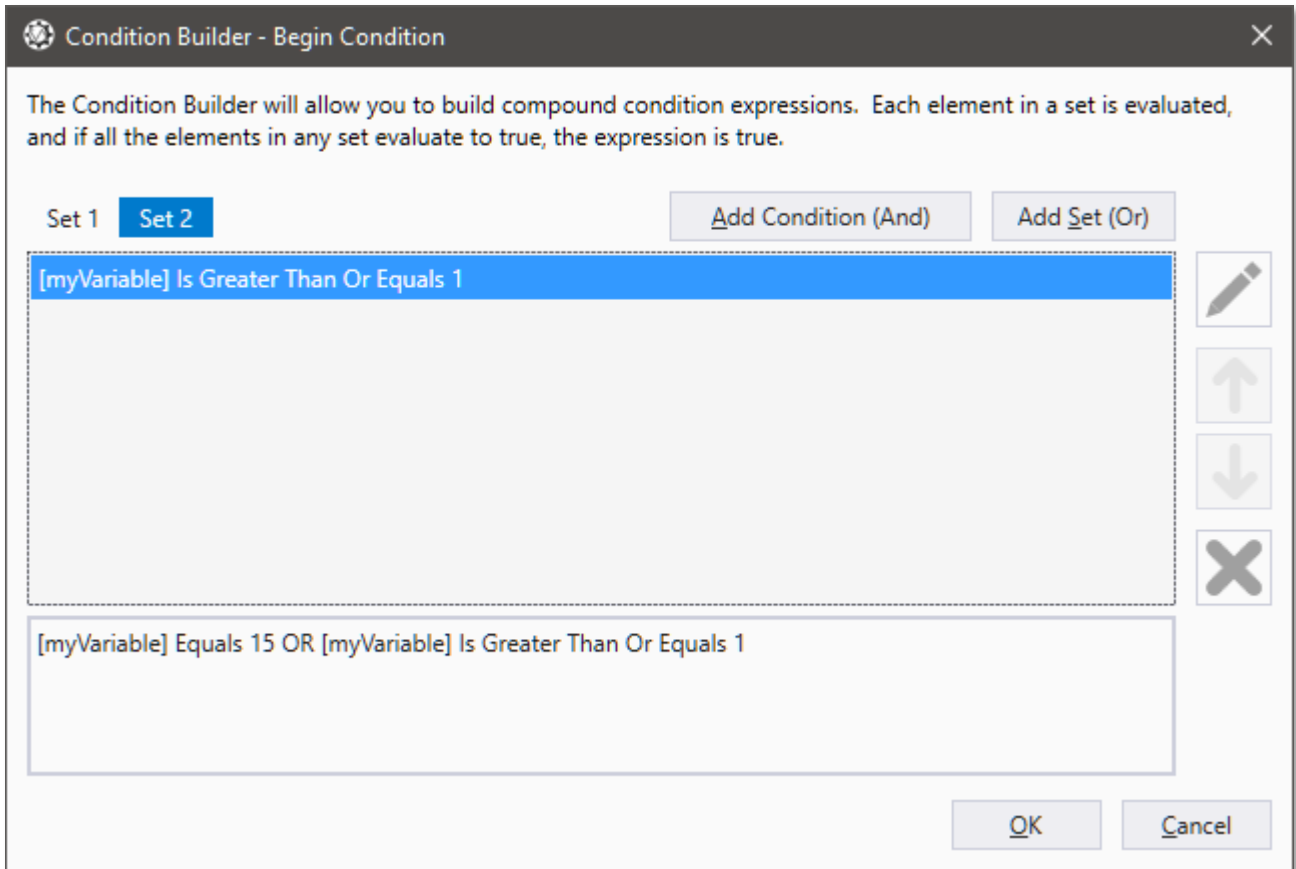 Condition Builder - Begin Condition
The Condition Builder will allow you to build compound condition expressions.  Each element in a set is evaluated,
and if all the elements in any set evaluate to true, the expression is true.
Set 1 Set 2 Add Condition (And) Add Set (Or)
[myVariable] Is Greater Than Or Equals 1
[myVariable] Equals 15 OR [myVariable] Is Greater Than Or Equals 1
OK Cancel